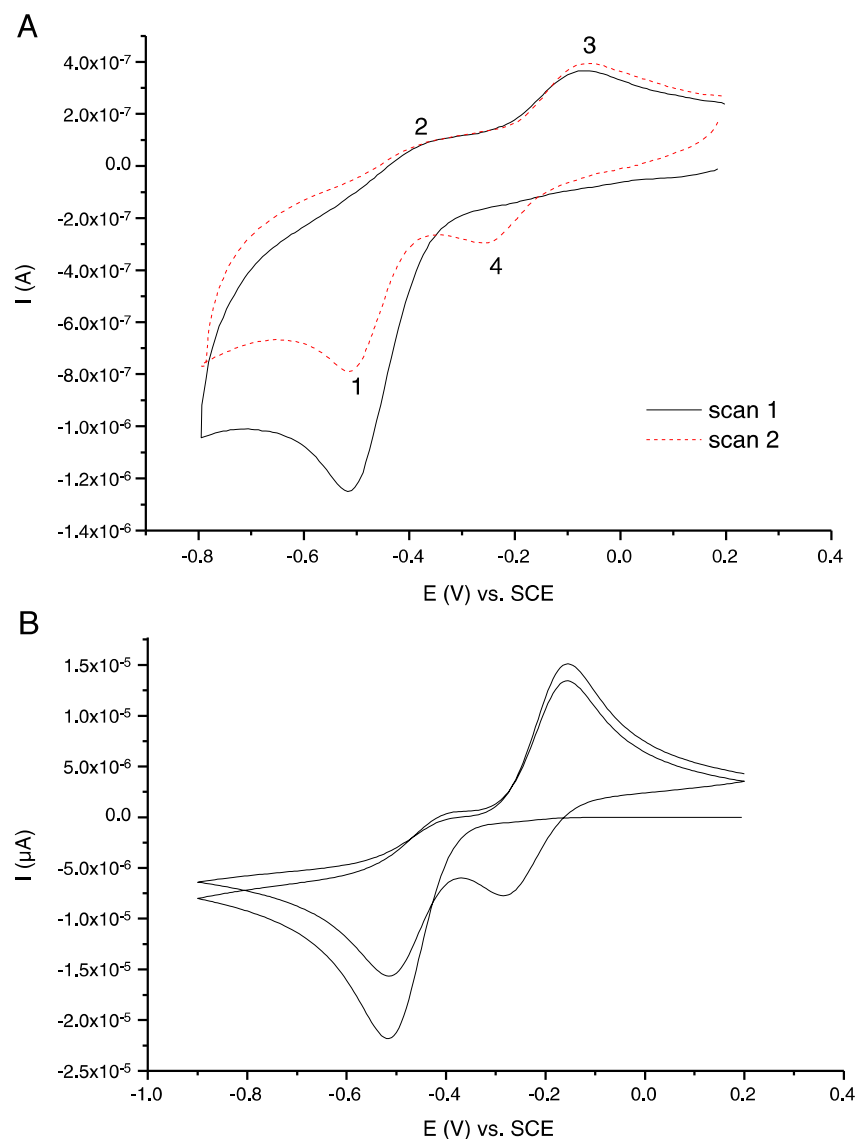 A
4.0x10⁻⁷
2.0x10⁻⁷
0.0
-2.0x10⁻⁷
-4.0x10⁻⁷
-6.0x10⁻⁷
-8.0x10⁻⁷
-1.0x10⁻⁶
-1.2x10⁻⁶
-1.4x10⁻⁶
I (A)
1
2
3
4
scan 1
scan 2
-0.8 -0.6 -0.4 -0.2 0.0 0.2 0.4
E (V) vs. SCE
B
1.5x10⁻⁵
1.0x10⁻⁵
5.0x10⁻⁶
0.0
-5.0x10⁻⁶
-1.0x10⁻⁵
-1.5x10⁻⁵
-2.0x10⁻⁵
-2.5x10⁻⁵
I (µA)
-1.0 -0.8 -0.6 -0.4 -0.2 0.0 0.2 0.4
E (V) vs. SCE